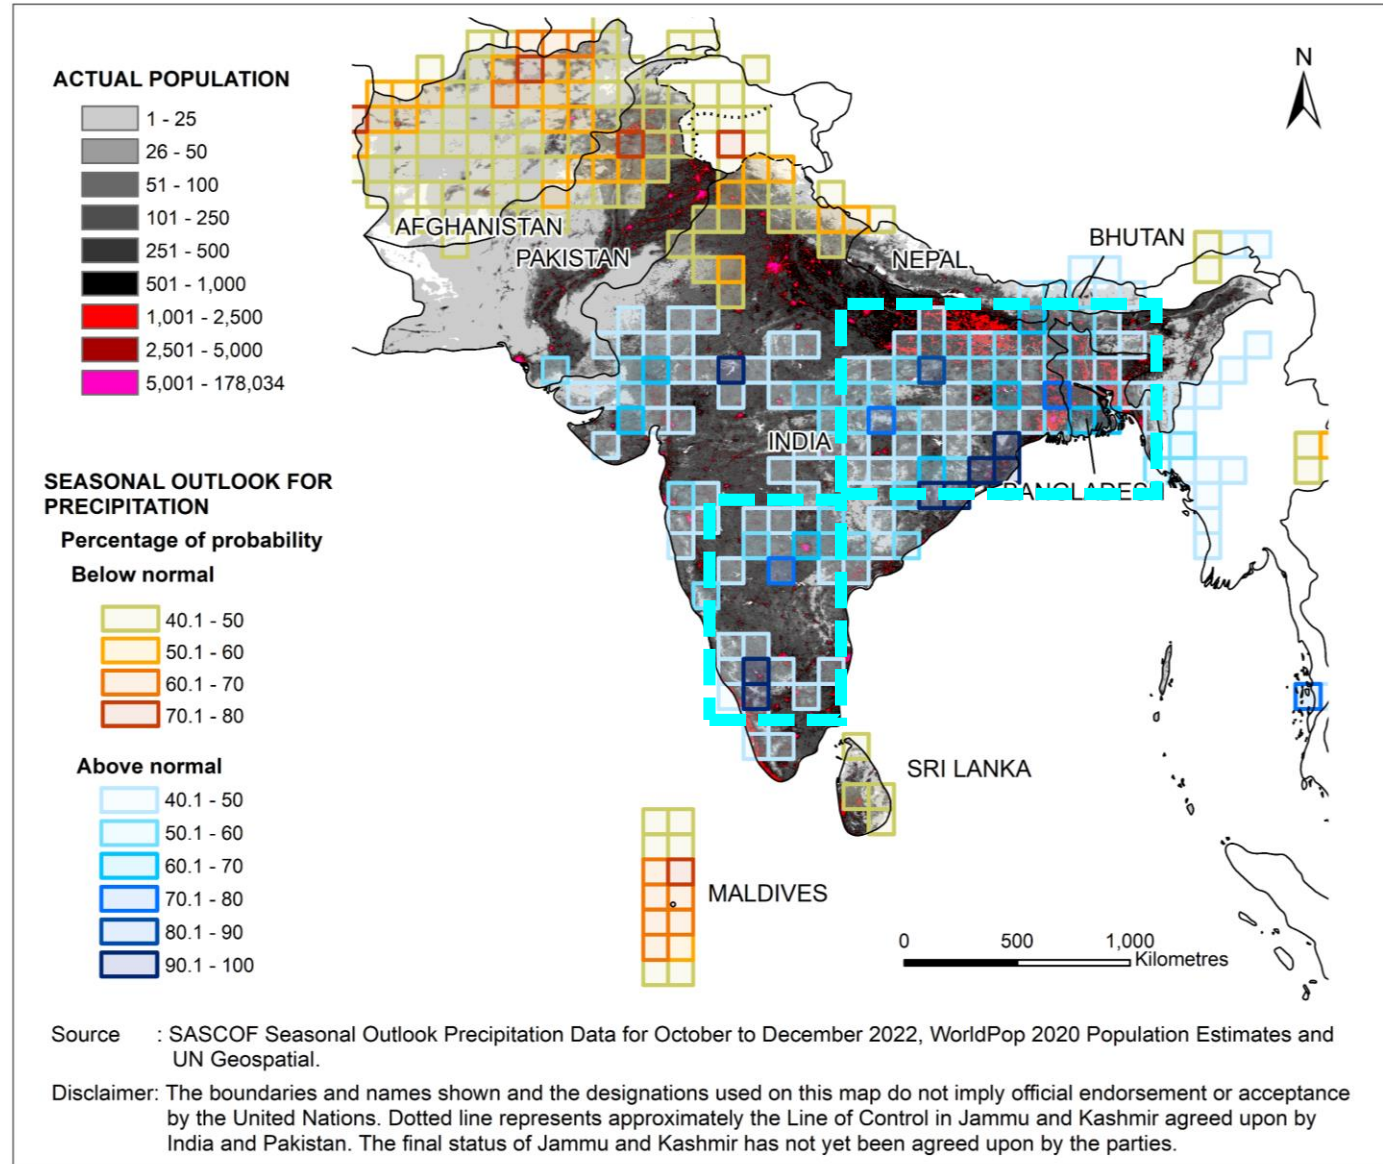 ACTUAL POPULATION
1 - 25
26 - 50
51 - 100
101 - 250
251 - 500
501 - 1,000
1,001 - 2,500
2,501 - 5,000
5,001 - 178,034
SEASONAL OUTLOOK FOR
PRECIPITATION
Percentage of probability
Below normal
40.1 - 50
50.1 - 60
60.1 - 70
70.1 - 80
Above normal
40.1 - 50
50.1 - 60
60.1 - 70
70.1 - 80
80.1 - 90
90.1 - 100
N
AFGHANISTAN
PAKISTAN
NEPAL
BHUTAN
INDIA
BANGLADESH
SRI LANKA
MALDIVES
0 500 1,000
Kilometres
Source : SASCOF Seasonal Outlook Precipitation Data for October to December 2022, WorldPop 2020 Population Estimates and
UN Geospatial.
Disclaimer: The boundaries and names shown and the designations used on this map do not imply official endorsement or acceptance
by the United Nations. Dotted line represents approximately the Line of Control in Jammu and Kashmir agreed upon by
India and Pakistan. The final status of Jammu and Kashmir has not yet been agreed upon by the parties.